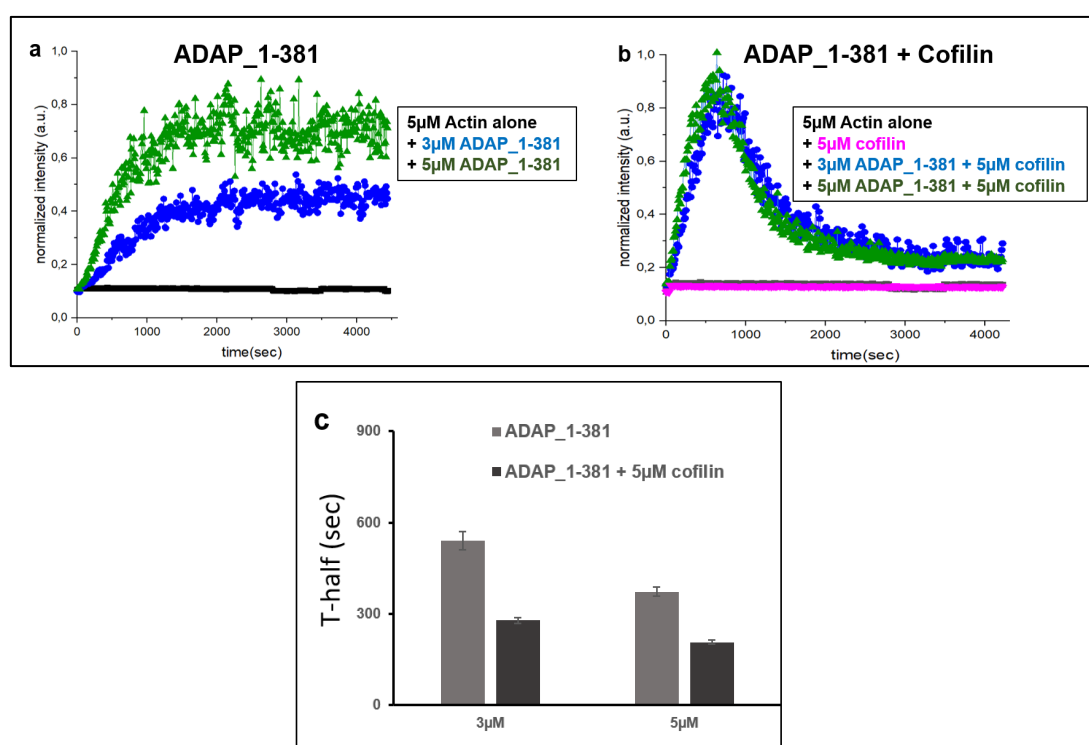 a
ADAP_1-381
1,0
0,8
0,6
0,4
0,2
0,0
normalized intensity (a.u.)
0
1000
2000
3000
4000
time(sec)
5µM Actin alone
+ 3µM ADAP_1-381
+ 5µM ADAP_1-381
b
ADAP_1-381 + Cofilin
1,0
0,8
0,6
0,4
0,2
0,0
normalized intensity (a.u.)
0
1000
2000
3000
4000
time(sec)
5µM Actin alone
+ 5µM cofilin
+ 3µM ADAP_1-381 + 5µM cofilin
+ 5µM ADAP_1-381 + 5µM cofilin
c
ADAP_1-381
ADAP_1-381 + 5µM cofilin
900
600
300
0
T-half (sec)
3µM
5µM